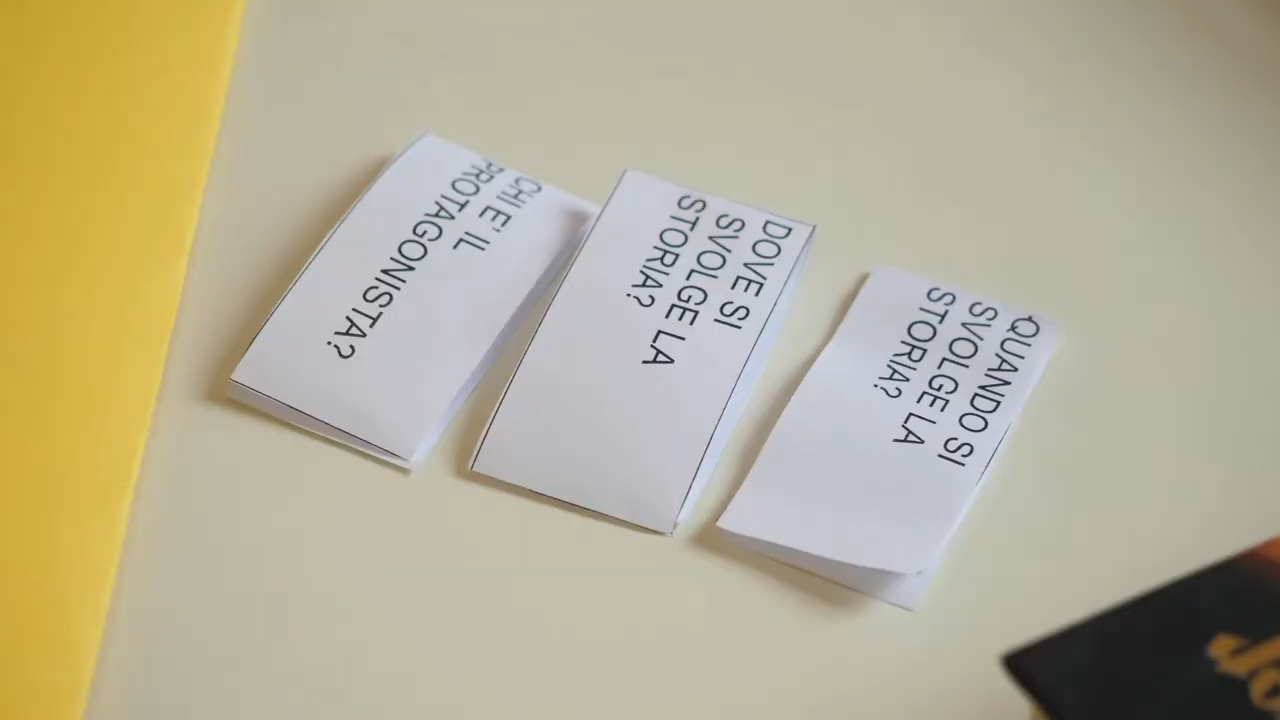 CHI E' IL
PROTAGONISTA?
DOVE SI
SVOLGE LA
STORIA?
QUANDO SI
SVOLGE LA
STORIA?